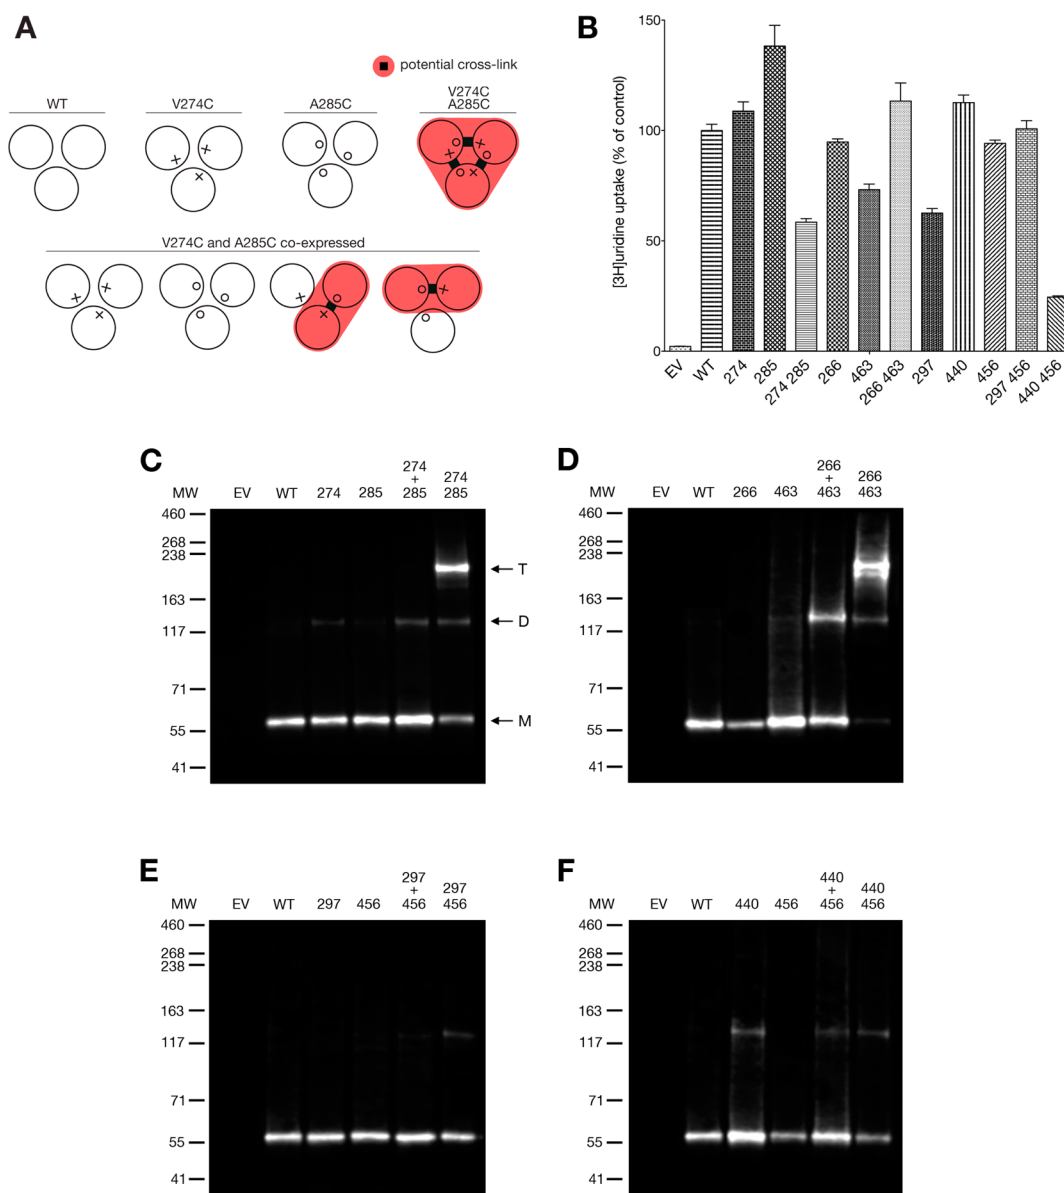 A
potential cross-link
WT
V274C
A285C
V274C
A285C
V274C and A285C co-expressed
B
[3H]uridine uptake (% of control)
150
100
50
0
EV
WT
274
285
274 285
266
463
266 463
297
440
456
297 456
440 456
C
MW
EV
WT
274
285
274
+
285
274
285
460
268
238
163
117
71
55
41
T
D
M
D
MW
EV
WT
266
463
266
+
463
266
463
460
268
238
163
117
71
55
41
E
MW
EV
WT
297
456
297
+
456
297
456
460
268
238
163
117
71
55
41
F
MW
EV
WT
440
456
440
+
456
440
456
460
268
238
163
117
71
55
41